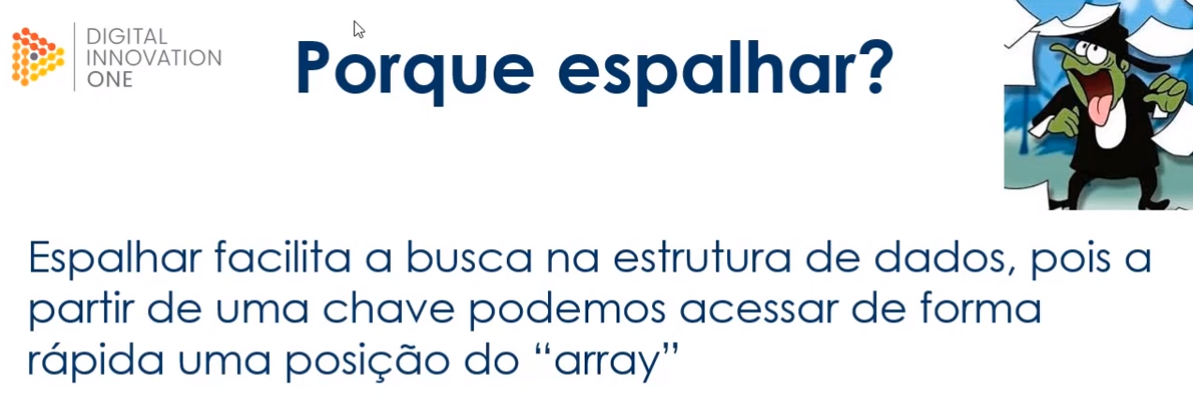 DIGITAL
INNOVATION
ONE
Porque espalhar?
Espalhar facilita a busca na estrutura de dados, pois a
partir de uma chave podemos acessar de forma
rápida uma posição do “array”